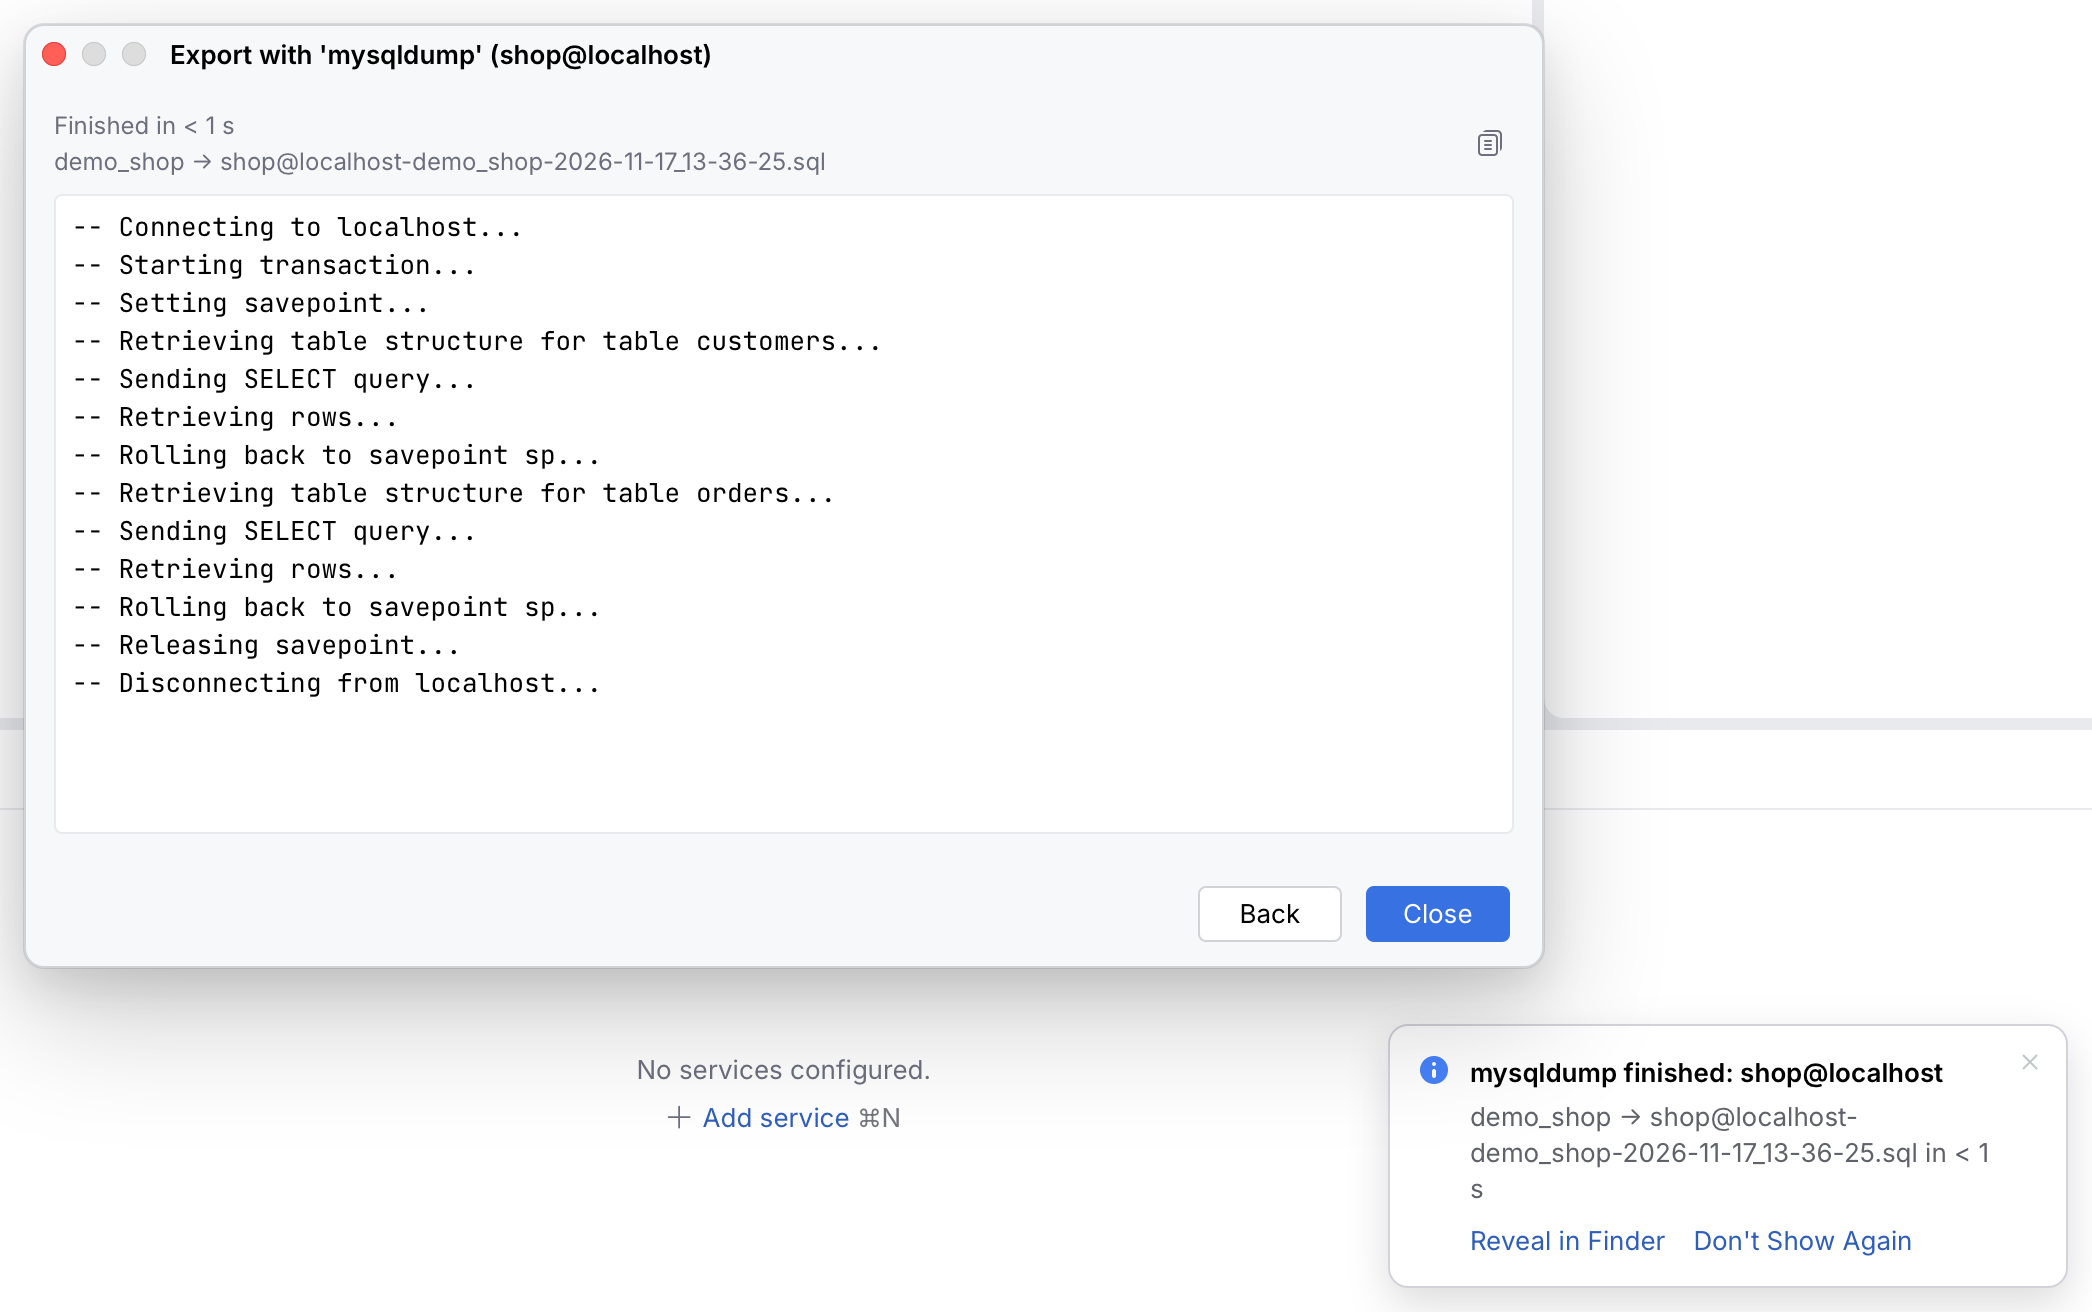 Export with 'mysqldump' (shop@localhost)
Finished in < 1 s
demo_shop → shop@localhost-demo_shop-2026-11-17_13-36-25.sql
-- Connecting to localhost...
-- Starting transaction...
-- Setting savepoint...
-- Retrieving table structure for table customers...
-- Sending SELECT query...
-- Retrieving rows...
-- Rolling back to savepoint sp...
-- Retrieving table structure for table orders...
-- Sending SELECT query...
-- Retrieving rows...
-- Rolling back to savepoint sp...
-- Releasing savepoint...
-- Disconnecting from localhost...
Back Close
No services configured.
+ Add service ⌘N
mysqldump finished: shop@localhost
demo_shop → shop@localhost-
demo_shop-2026-11-17_13-36-25.sql in < 1
s
Reveal in Finder Don't Show Again